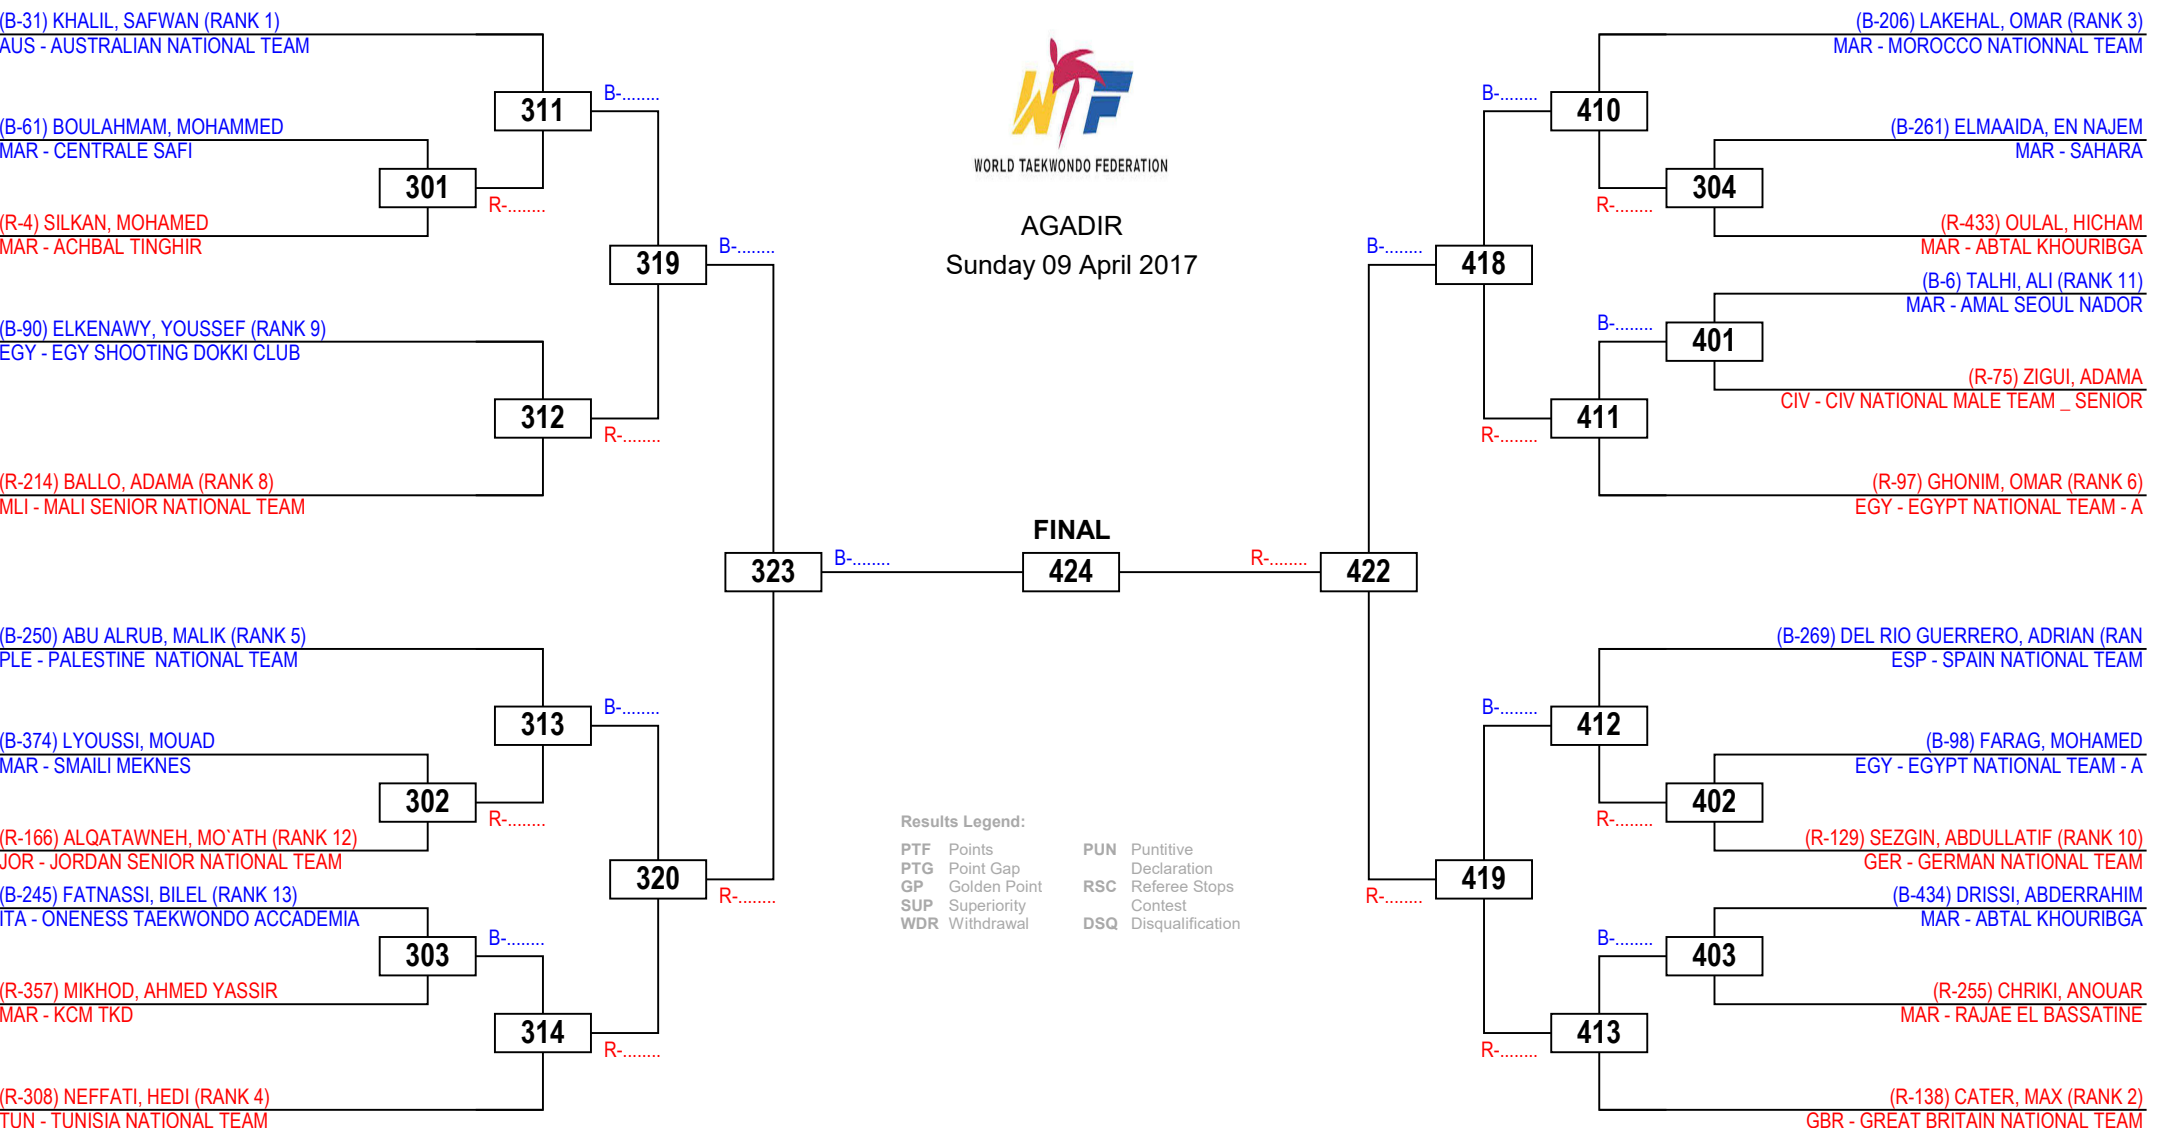 (B-31) KHALIL, SAFWAN (RANK 1)
AUS - AUSTRALIAN NATIONAL TEAM
311
B-........
(B-61) BOULAHMAM, MOHAMMED
MAR - CENTRALE SAFI
301
R-........
(R-4) SILKAN, MOHAMED
MAR - ACHBAL TINGHIR
319
B-........
(B-90) ELKENAWY, YOUSSEF (RANK 9)
EGY - EGY SHOOTING DOKKI CLUB
312
R-........
(R-214) BALLO, ADAMA (RANK 8)
MLI - MALI SENIOR NATIONAL TEAM
323
B-........
(B-250) ABU ALRUB, MALIK (RANK 5)
PLE - PALESTINE NATIONAL TEAM
313
B-........
(B-374) LYOUSSI, MOUAD
MAR - SMAILI MEKNES
302
R-........
(R-166) ALQATAWNEH, MO`ATH (RANK 12)
JOR - JORDAN SENIOR NATIONAL TEAM
320
R-........
(B-245) FATNASSI, BILEL (RANK 13)
ITA - ONENESS TAEKWONDO ACCADEMIA
303
B-........
(R-357) MIKHOD, AHMED YASSIR
MAR - KCM TKD
314
R-........
(R-308) NEFFATI, HEDI (RANK 4)
TUN - TUNISIA NATIONAL TEAM
WTF
WORLD TAEKWONDO FEDERATION
AGADIR
Sunday 09 April 2017
FINAL
424
Results Legend:
PTF Points
PTG Point Gap
GP Golden Point
SUP Superiority
WDR Withdrawal
PUN Puntitive
Declaration
RSC Referee Stops
Contest
DSQ Disqualification
(B-206) LAKEHAL, OMAR (RANK 3)
MAR - MOROCCO NATIONNAL TEAM
B-........
410
(B-261) ELMAAIDA, EN NAJEM
MAR - SAHARA
304
R-........
(R-433) OULAL, HICHAM
MAR - ABTAL KHOURIBGA
B-........
418
(B-6) TALHI, ALI (RANK 11)
MAR - AMAL SEOUL NADOR
B-........
401
(R-75) ZIGUI, ADAMA
CIV - CIV NATIONAL MALE TEAM _ SENIOR
411
R-........
(R-97) GHONIM, OMAR (RANK 6)
EGY - EGYPT NATIONAL TEAM - A
R-........
422
(B-269) DEL RIO GUERRERO, ADRIAN (RAN
ESP - SPAIN NATIONAL TEAM
B-........
412
(B-98) FARAG, MOHAMED
EGY - EGYPT NATIONAL TEAM - A
402
R-........
(R-129) SEZGIN, ABDULLATIF (RANK 10)
GER - GERMAN NATIONAL TEAM
419
R-........
(B-434) DRISSI, ABDERRAHIM
MAR - ABTAL KHOURIBGA
B-........
403
(R-255) CHRIKI, ANOUAR
MAR - RAJAE EL BASSATINE
413
R-........
(R-138) CATER, MAX (RANK 2)
GBR - GREAT BRITAIN NATIONAL TEAM